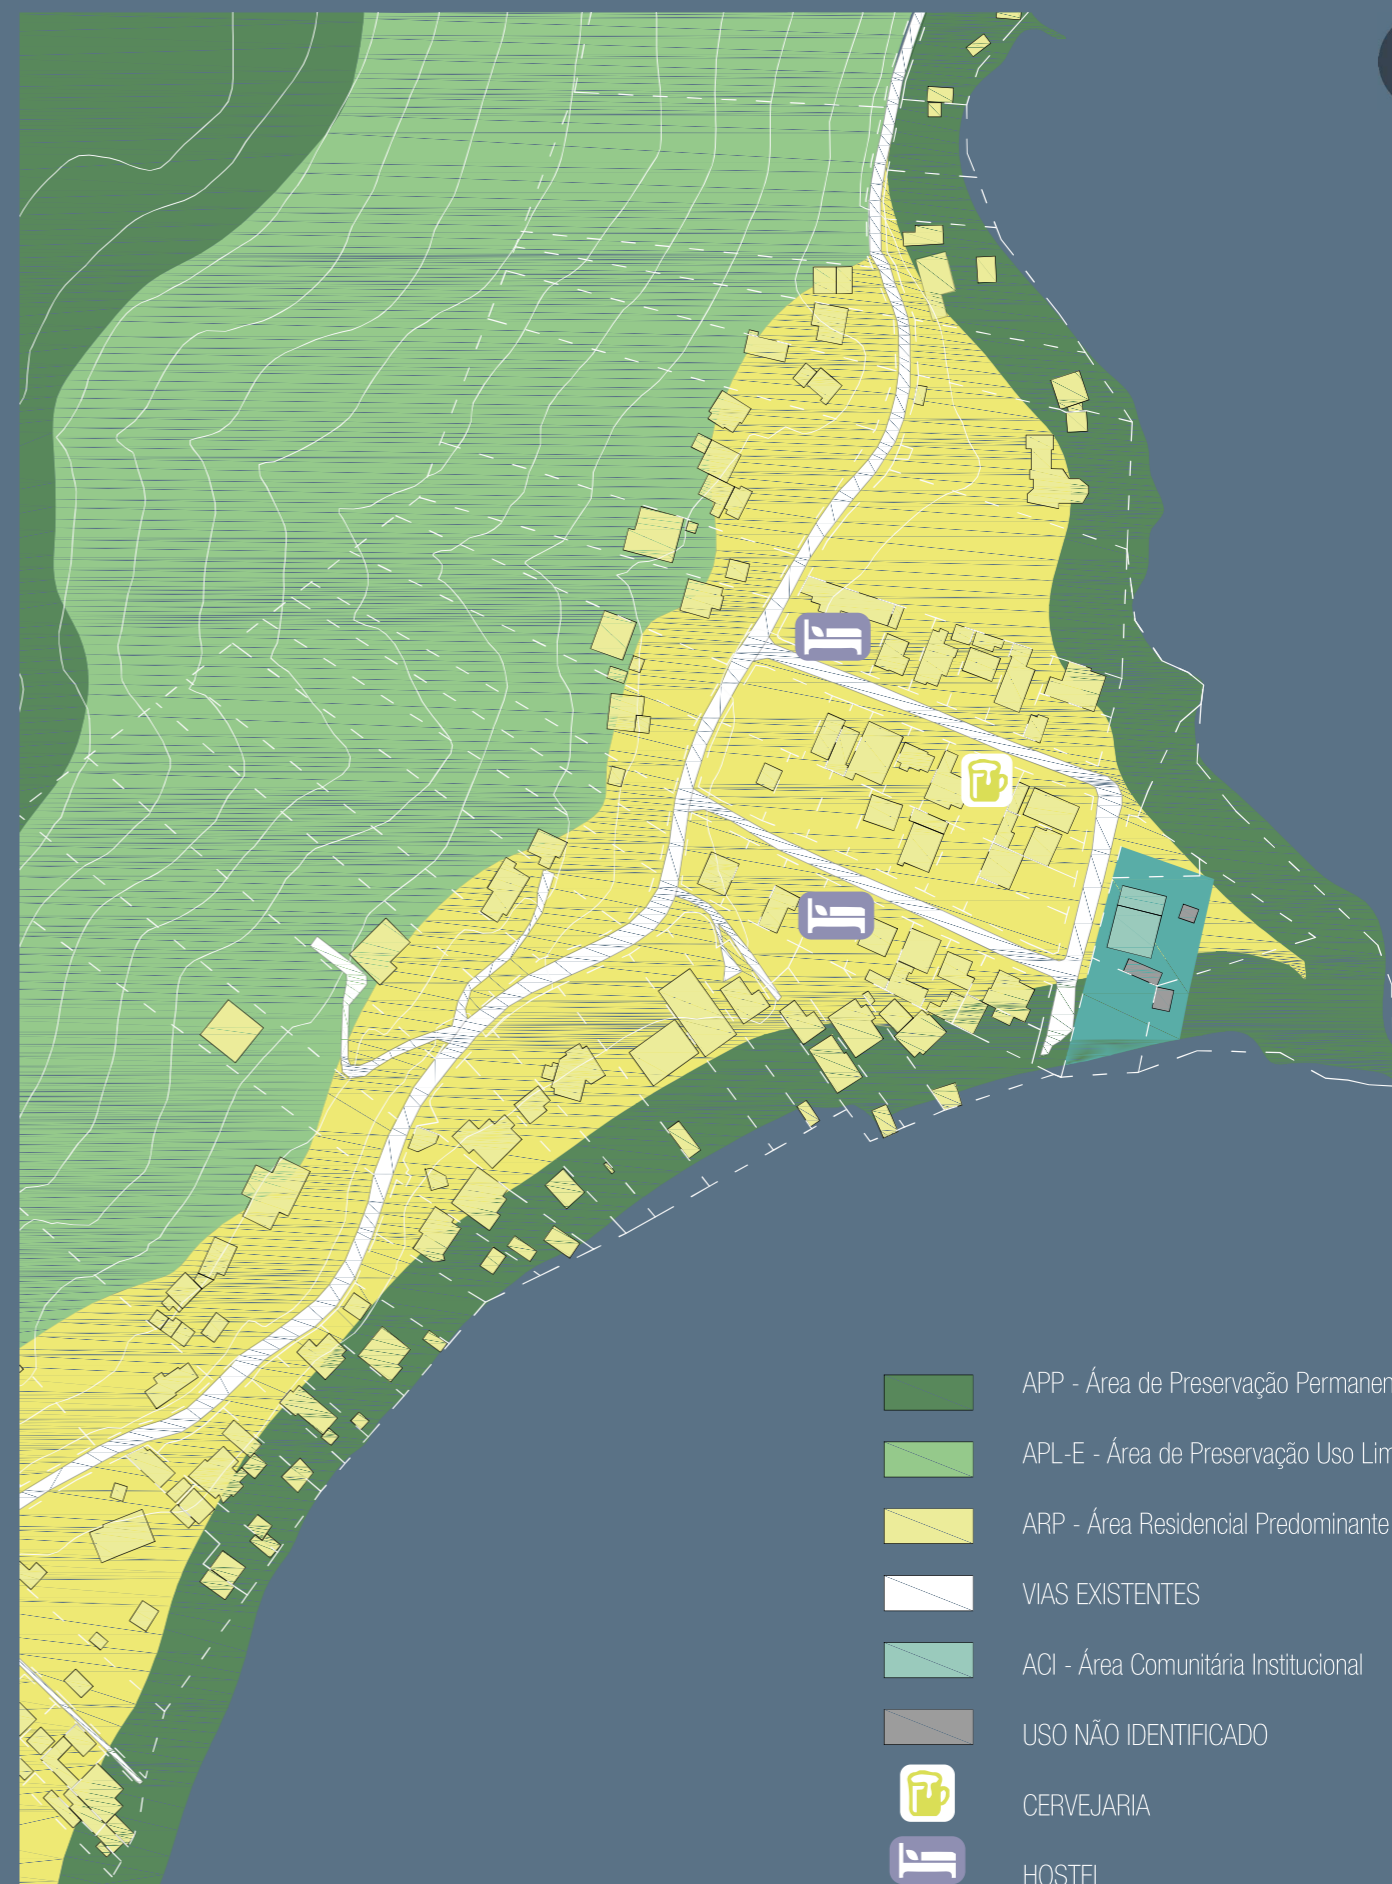 APP - Área de Preservação Permanen
APL-E - Área de Preservação Uso Lim
ARP - Área Residencial Predominante
VIAS EXISTENTES
ACI - Área Comunitária Institucional
USO NÃO IDENTIFICADO
CERVEJARIA
HOSTEL